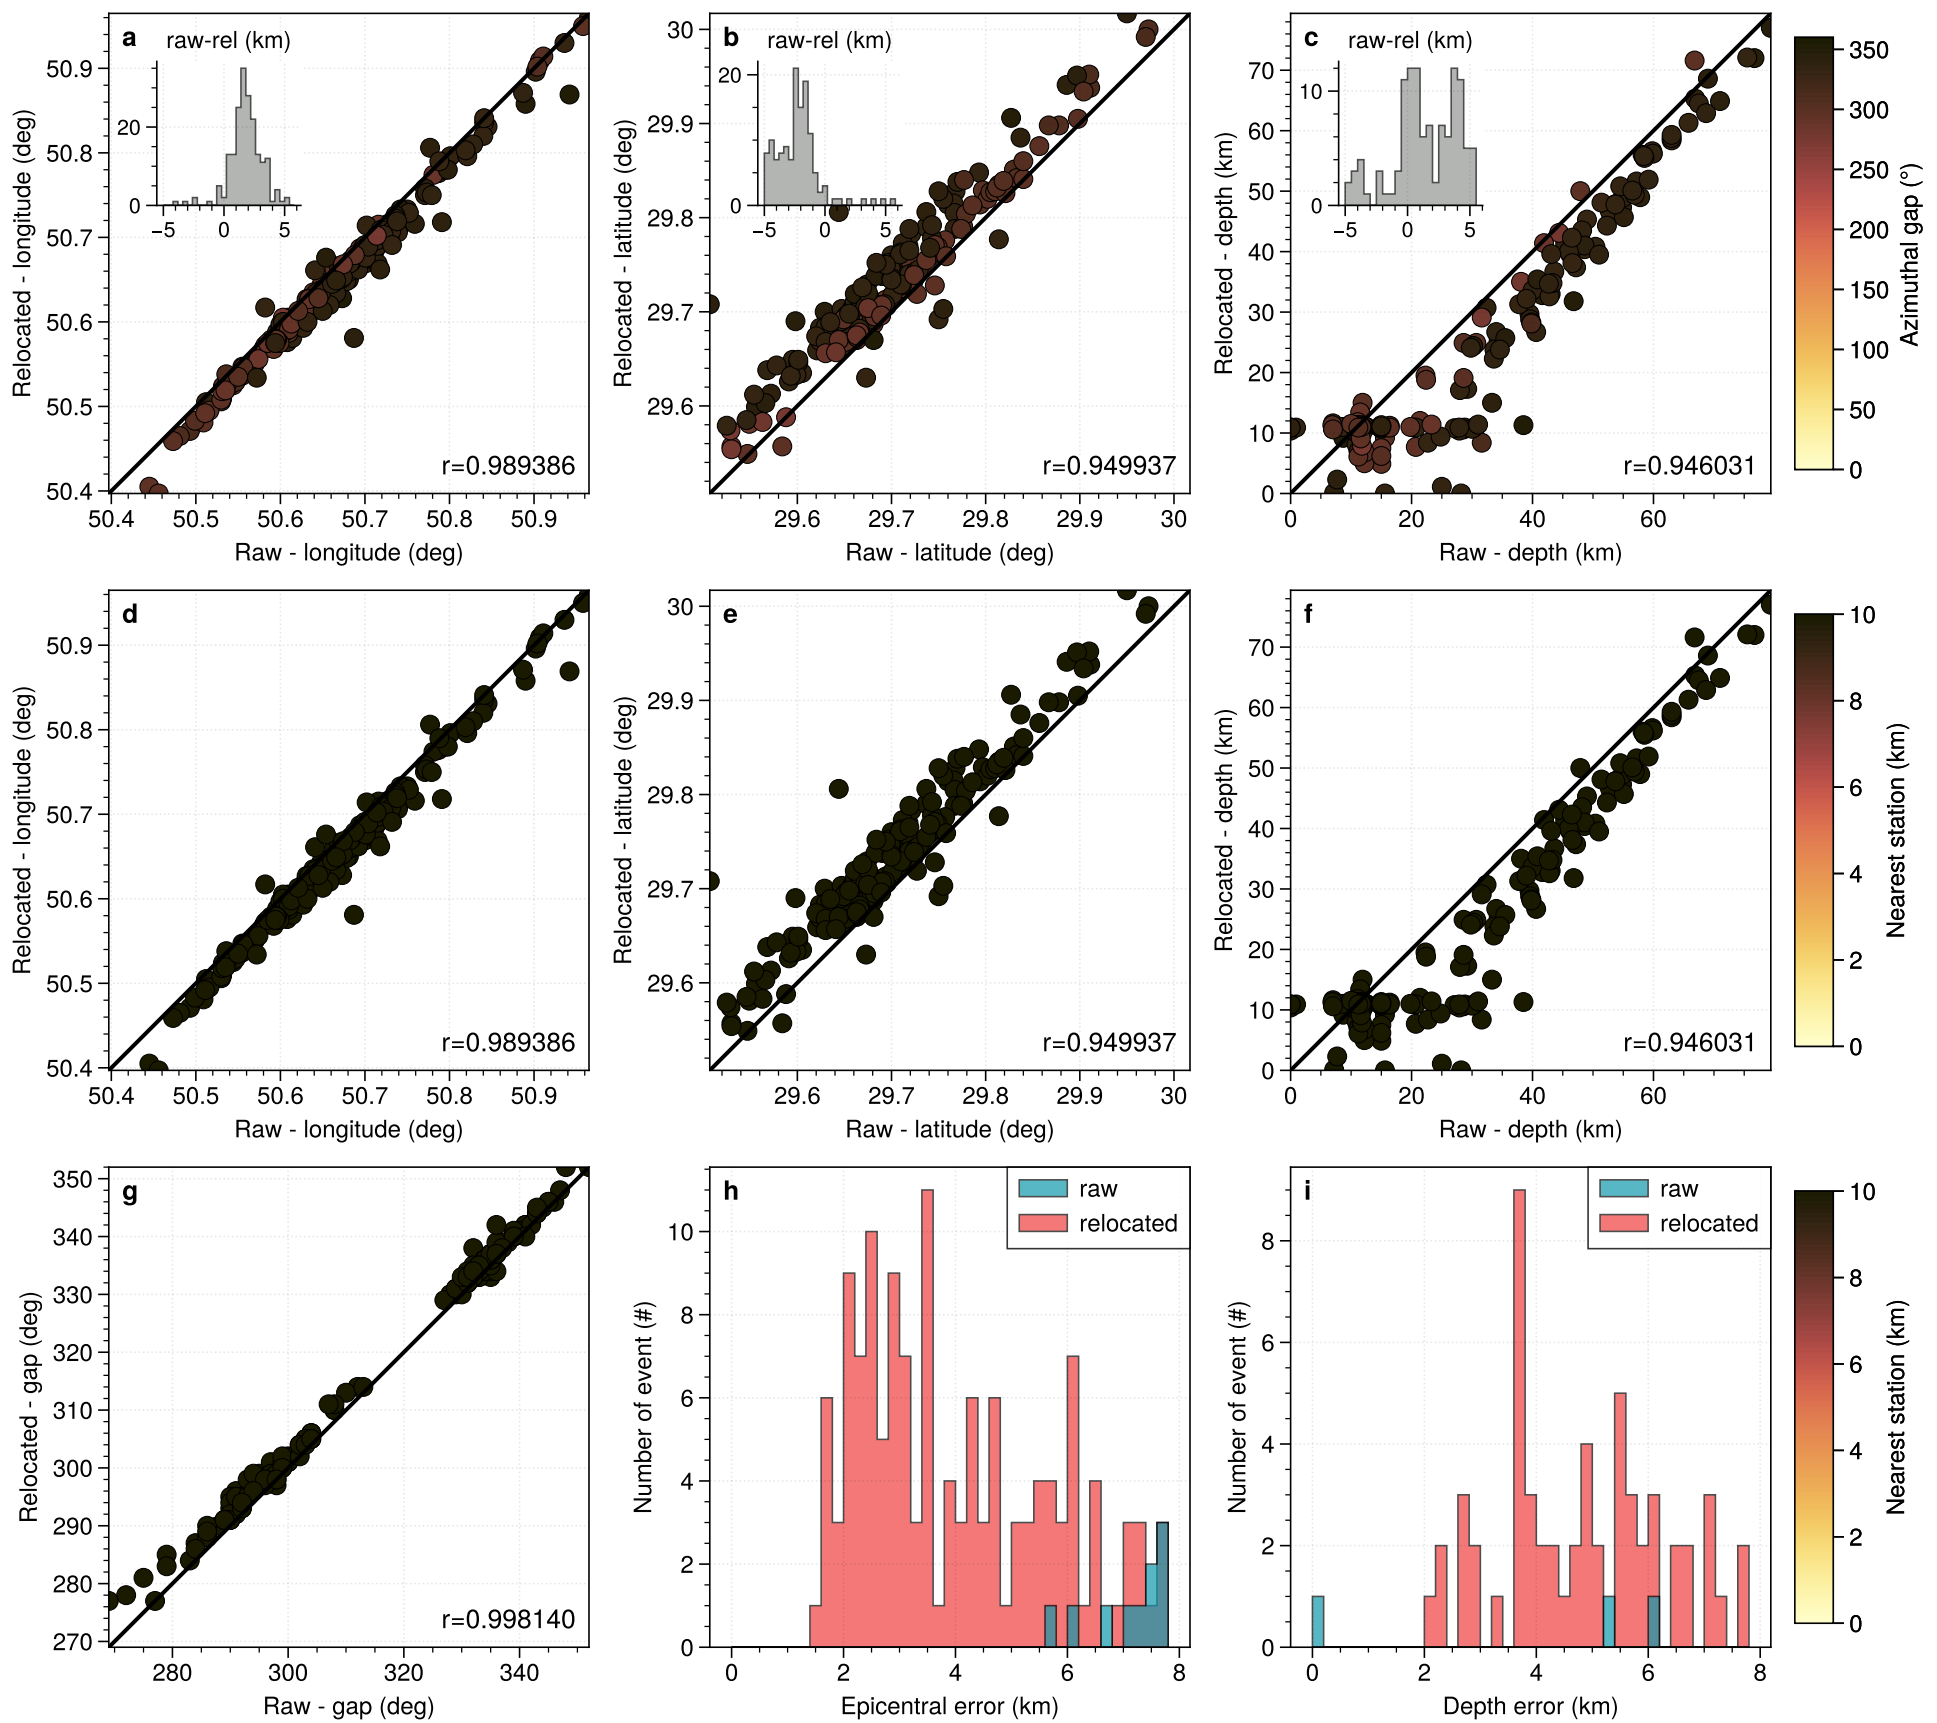 a
raw-rel (km)
20
0
−5 0 5
50.9
50.8
50.7
50.6
50.5
50.4
Relocated - longitude (deg)
r=0.989386
50.4 50.5 50.6 50.7 50.8 50.9
Raw - longitude (deg)
b
raw-rel (km)
20
0
−5 0 5
30
29.9
29.8
29.7
29.6
Relocated - latitude (deg)
r=0.949937
29.6 29.7 29.8 29.9 30
Raw - latitude (deg)
c
raw-rel (km)
10
0
−5 0 5
70
60
50
40
30
20
10
0
Relocated - depth (km)
r=0.946031
0 20 40 60
Raw - depth (km)
350
300
250
200
150
100
50
0
Azimuthal gap (°)
d
50.9
50.8
50.7
50.6
50.5
50.4
Relocated - longitude (deg)
r=0.989386
50.4 50.5 50.6 50.7 50.8 50.9
Raw - longitude (deg)
e
30
29.9
29.8
29.7
29.6
Relocated - latitude (deg)
r=0.949937
29.6 29.7 29.8 29.9 30
Raw - latitude (deg)
f
70
60
50
40
30
20
10
0
Relocated - depth (km)
r=0.946031
0 20 40 60
Raw - depth (km)
10
8
6
4
2
0
Nearest station (km)
g
350
340
330
320
310
300
290
280
270
Relocated - gap (deg)
r=0.998140
280 300 320 340
Raw - gap (deg)
h
raw
relocated
10
8
6
4
2
0
Number of event (#)
0 2 4 6 8
Epicentral error (km)
i
raw
relocated
8
6
4
2
0
Number of event (#)
0 2 4 6 8
Depth error (km)
10
8
6
4
2
0
Nearest station (km)